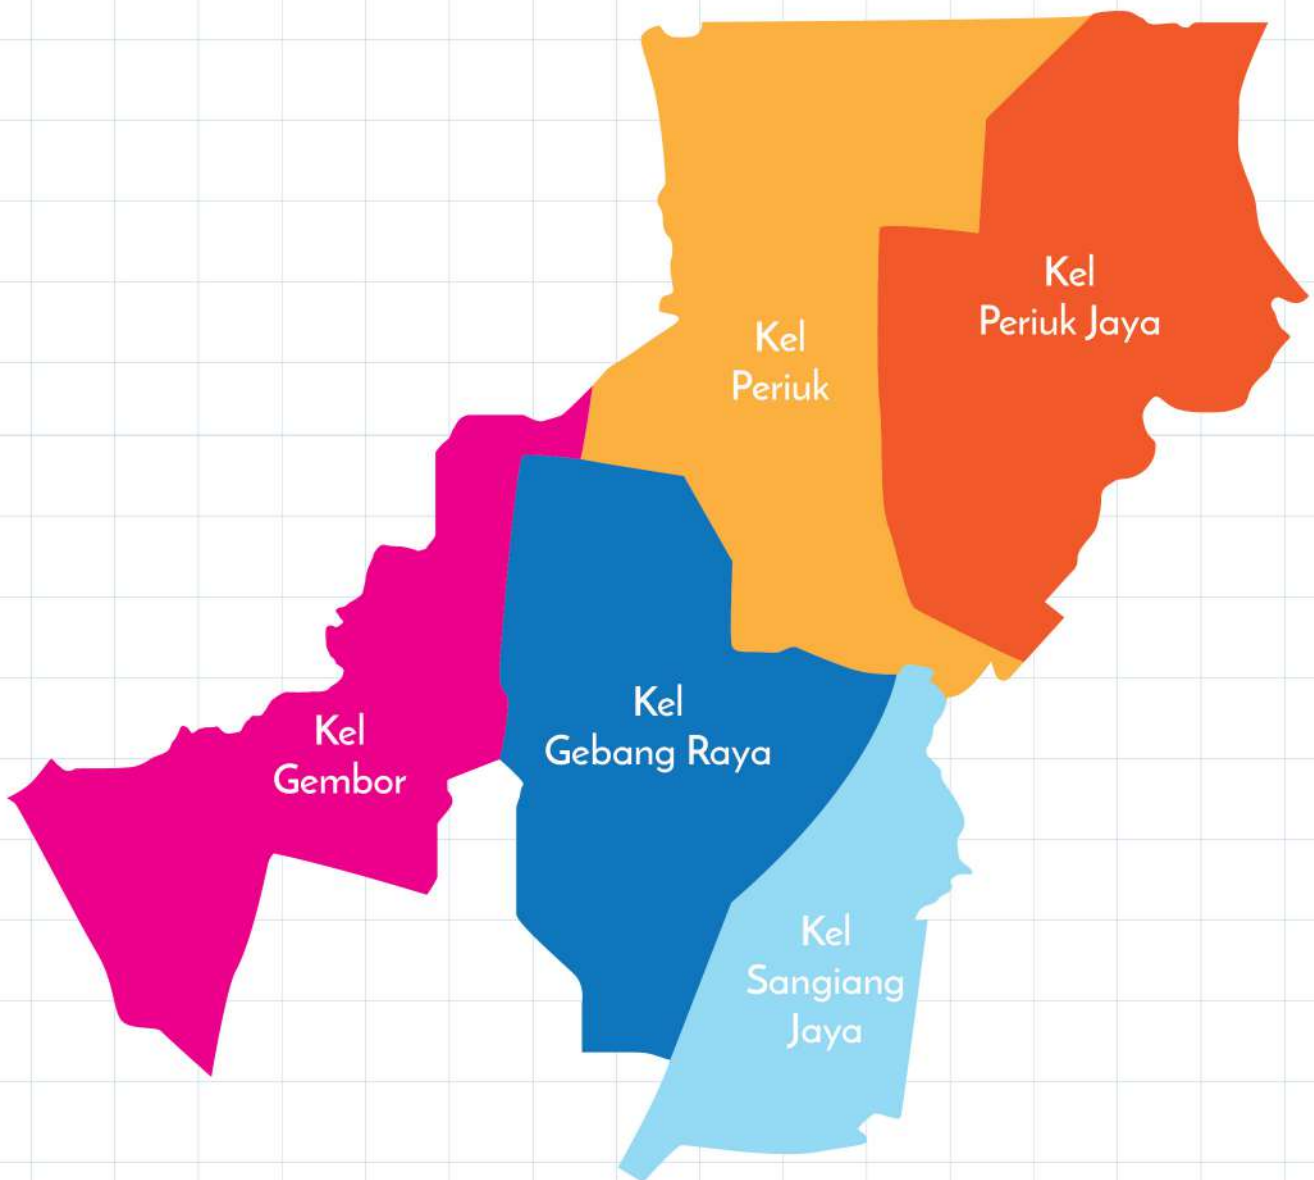 Kel
Periuk Jaya
Kel
Periuk
Kel
Gebang Raya
Kel
Gembor
Kel
Sangiang
Jaya